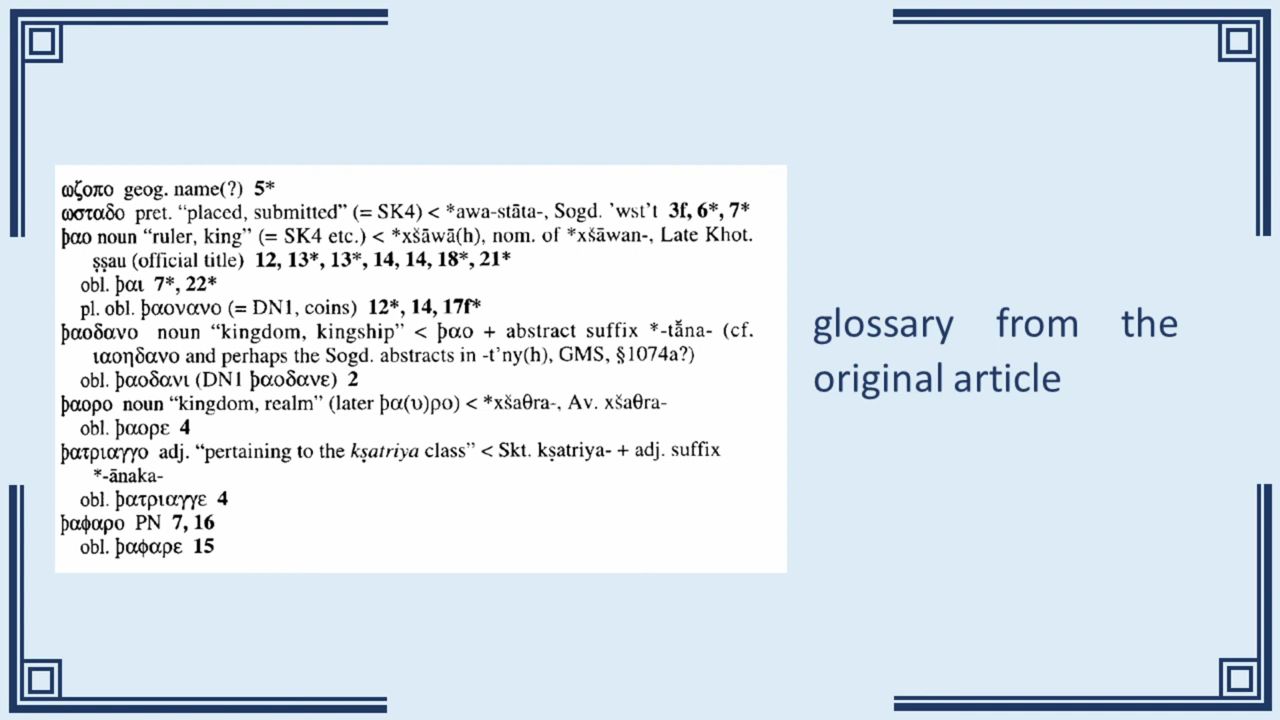 ωζοπο geog. name(?) 5*
ωσταδο pret. “placed, submitted” (= SK4) < *awa-stāta-, Sogd. ’wst’t 3f, 6*, 7*
þαο noun “ruler, king” (= SK4 etc.) < *xšāwā(h), nom. of *xšāwan-, Late Khot.
ṣṣau (official title) 12, 13*, 13*, 14, 14, 18*, 21*
obl. þαι 7*, 22*
pl. obl. þαονανο (= DN1, coins) 12*, 14, 17f*
þαοδανο noun “kingdom, kingship” < þαο + abstract suffix *-tā̆na- (cf.
ιαοηδανο and perhaps the Sogd. abstracts in -t’ny(h), GMS, §1074a?)
obl. þαοδανι (DN1 þαοδανε) 2
þαορο noun “kingdom, realm” (later þα(υ)ρο) < *xšaθra-, Av. xšaθra-
obl. þαορε 4
þατριαγγο adj. “pertaining to the kṣatriya class” < Skt. kṣatriya- + adj. suffix
*-ānaka-
obl. þατριαγγε 4
þαφαρο PN 7, 16
obl. þαφαρε 15
glossary from the
original article